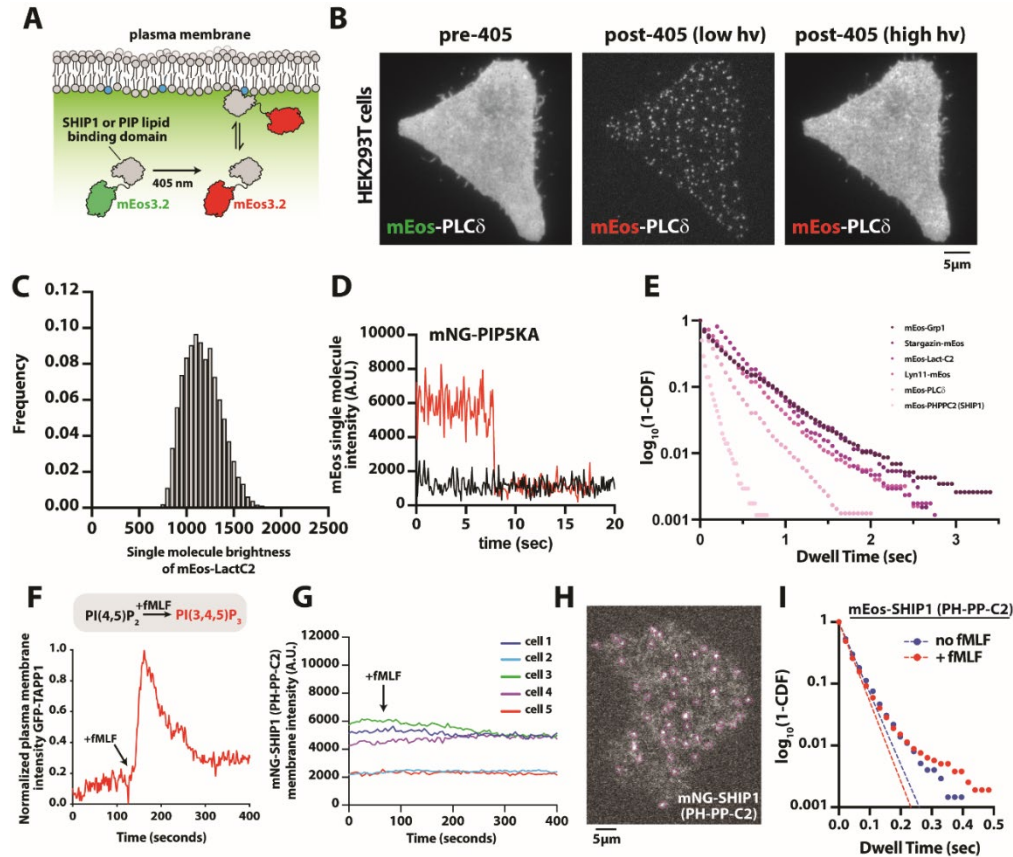 A
plasma membrane
SHIP1 or PIP lipid
binding domain
405 nm
mEos3.2
mEos3.2
B
pre-405
post-405 (low hv)
post-405 (high hv)
HEK293T cells
mEos-PLCδ
mEos-PLCδ
mEos-PLCδ
5μm
C
0.12
0.10
0.08
0.06
0.04
0.02
0.00
Frequency
0
500
1000
1500
2000
2500
Single molecule brightness
of mEos-LactC2
D
mNG-PIP5KA
mEos single molecule
intensity (A.U.)
10000
8000
6000
4000
2000
0
0
5
10
15
20
time (sec)
E
log10(1-CDF)
1
0.1
0.01
0.001
0
1
2
3
Dwell Time (sec)
mEos-Grp1
Stargazin-mEos
mEos-Lact-C2
Lyn11-mEos
mEos-PLCδ
mEos-PHPPC2 (SHIP1)
F
PI(4,5)P2 +fMLF PI(3,4,5)P3
Normalized plasma membrane
intensity GFP-TAPP1
1.0
0.8
0.6
0.4
0.2
0.0
+fMLF
0
100
200
300
400
Time (seconds)
G
mNG-SHIP1 (PH-PP-C2)
membrane intensity (A.U.)
12000
10000
8000
6000
4000
2000
0
+fMLF
cell 1
cell 2
cell 3
cell 4
cell 5
0
100
200
300
400
Time (seconds)
H
mNG-SHIP1
(PH-PP-C2)
5μm
I
mEos-SHIP1 (PH-PP-C2)
no fMLF
+ fMLF
log10(1-CDF)
1
0.1
0.01
0.001
0.0
0.1
0.2
0.3
0.4
0.5
Dwell Time (sec)